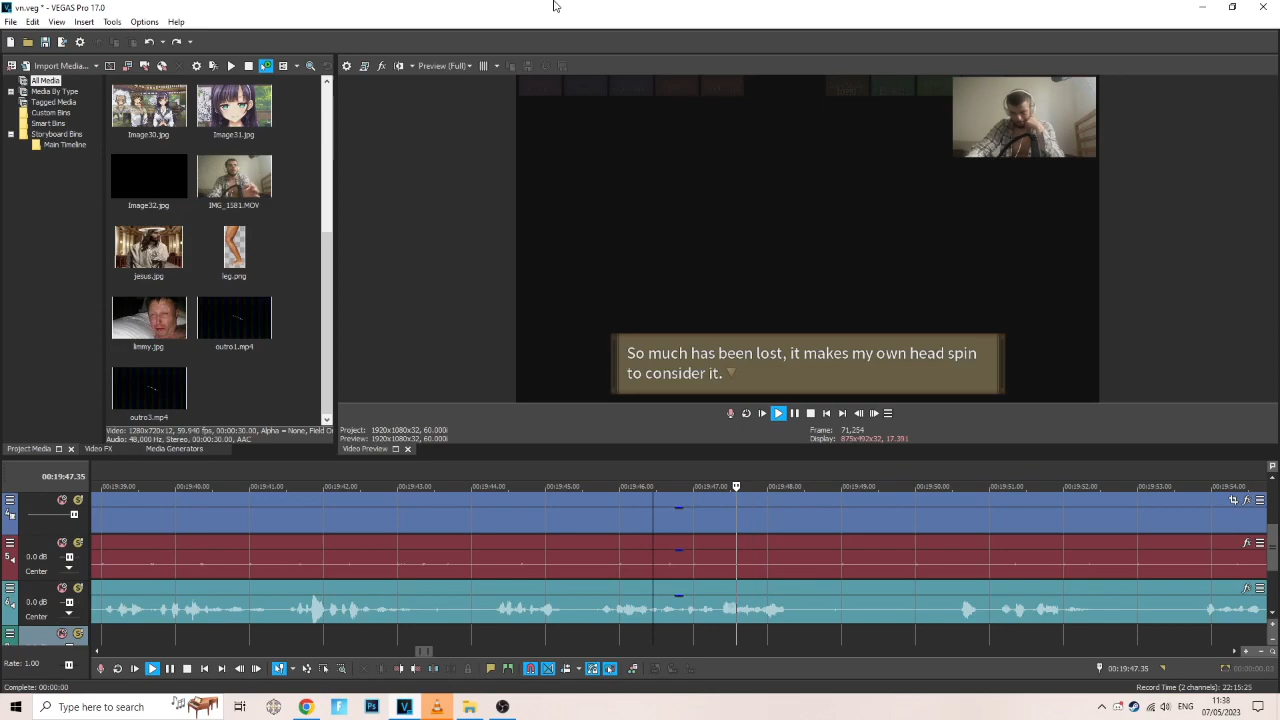 vn.veg * - VEGAS Pro 17.0
File Edit View Insert Tools Options Help
Import Media...
Preview (Full)
All Media
Media By Type
Tagged Media
Custom Bins
Smart Bins
Storyboard Bins
Main Timeline
Image30.jpg Image31.jpg
Image32.jpg IMG_1581.MOV
jesus.jpg leg.png
limmy.jpg outro1.mp4
outro3.mp4
Video: 1280x720x12, 59.940 fps, 00:00:30.00, Alpha = None, Field Or
Audio: 48,000 Hz, Stereo, 00:00:30.00, AAC
Project Media Video FX Media Generators
So much has been lost, it makes my own head spin
to consider it.
Project: 1920x1080x32, 60.000i
Preview: 1920x1080x32, 60.000i
Frame: 71,254
Display: 875x492x32, 17.39i
Video Preview
00:19:47.35
00:19:39.00 00:19:40.00 00:19:41.00 00:19:42.00 00:19:43.00 00:19:44.00 00:19:45.00 00:19:46.00 00:19:47.00 00:19:48.00 00:19:49.00 00:19:50.00 00:19:51.00 00:19:52.00 00:19:53.00 00:19:54.00
4
5
0.0 dB
Center
6
0.0 dB
Center
Rate: 1.00
00:19:47.35
00:00:00.03
Complete: 00:00:00
Record Time (2 channels): 22:15:25
Type here to search
11:38
07/05/2023